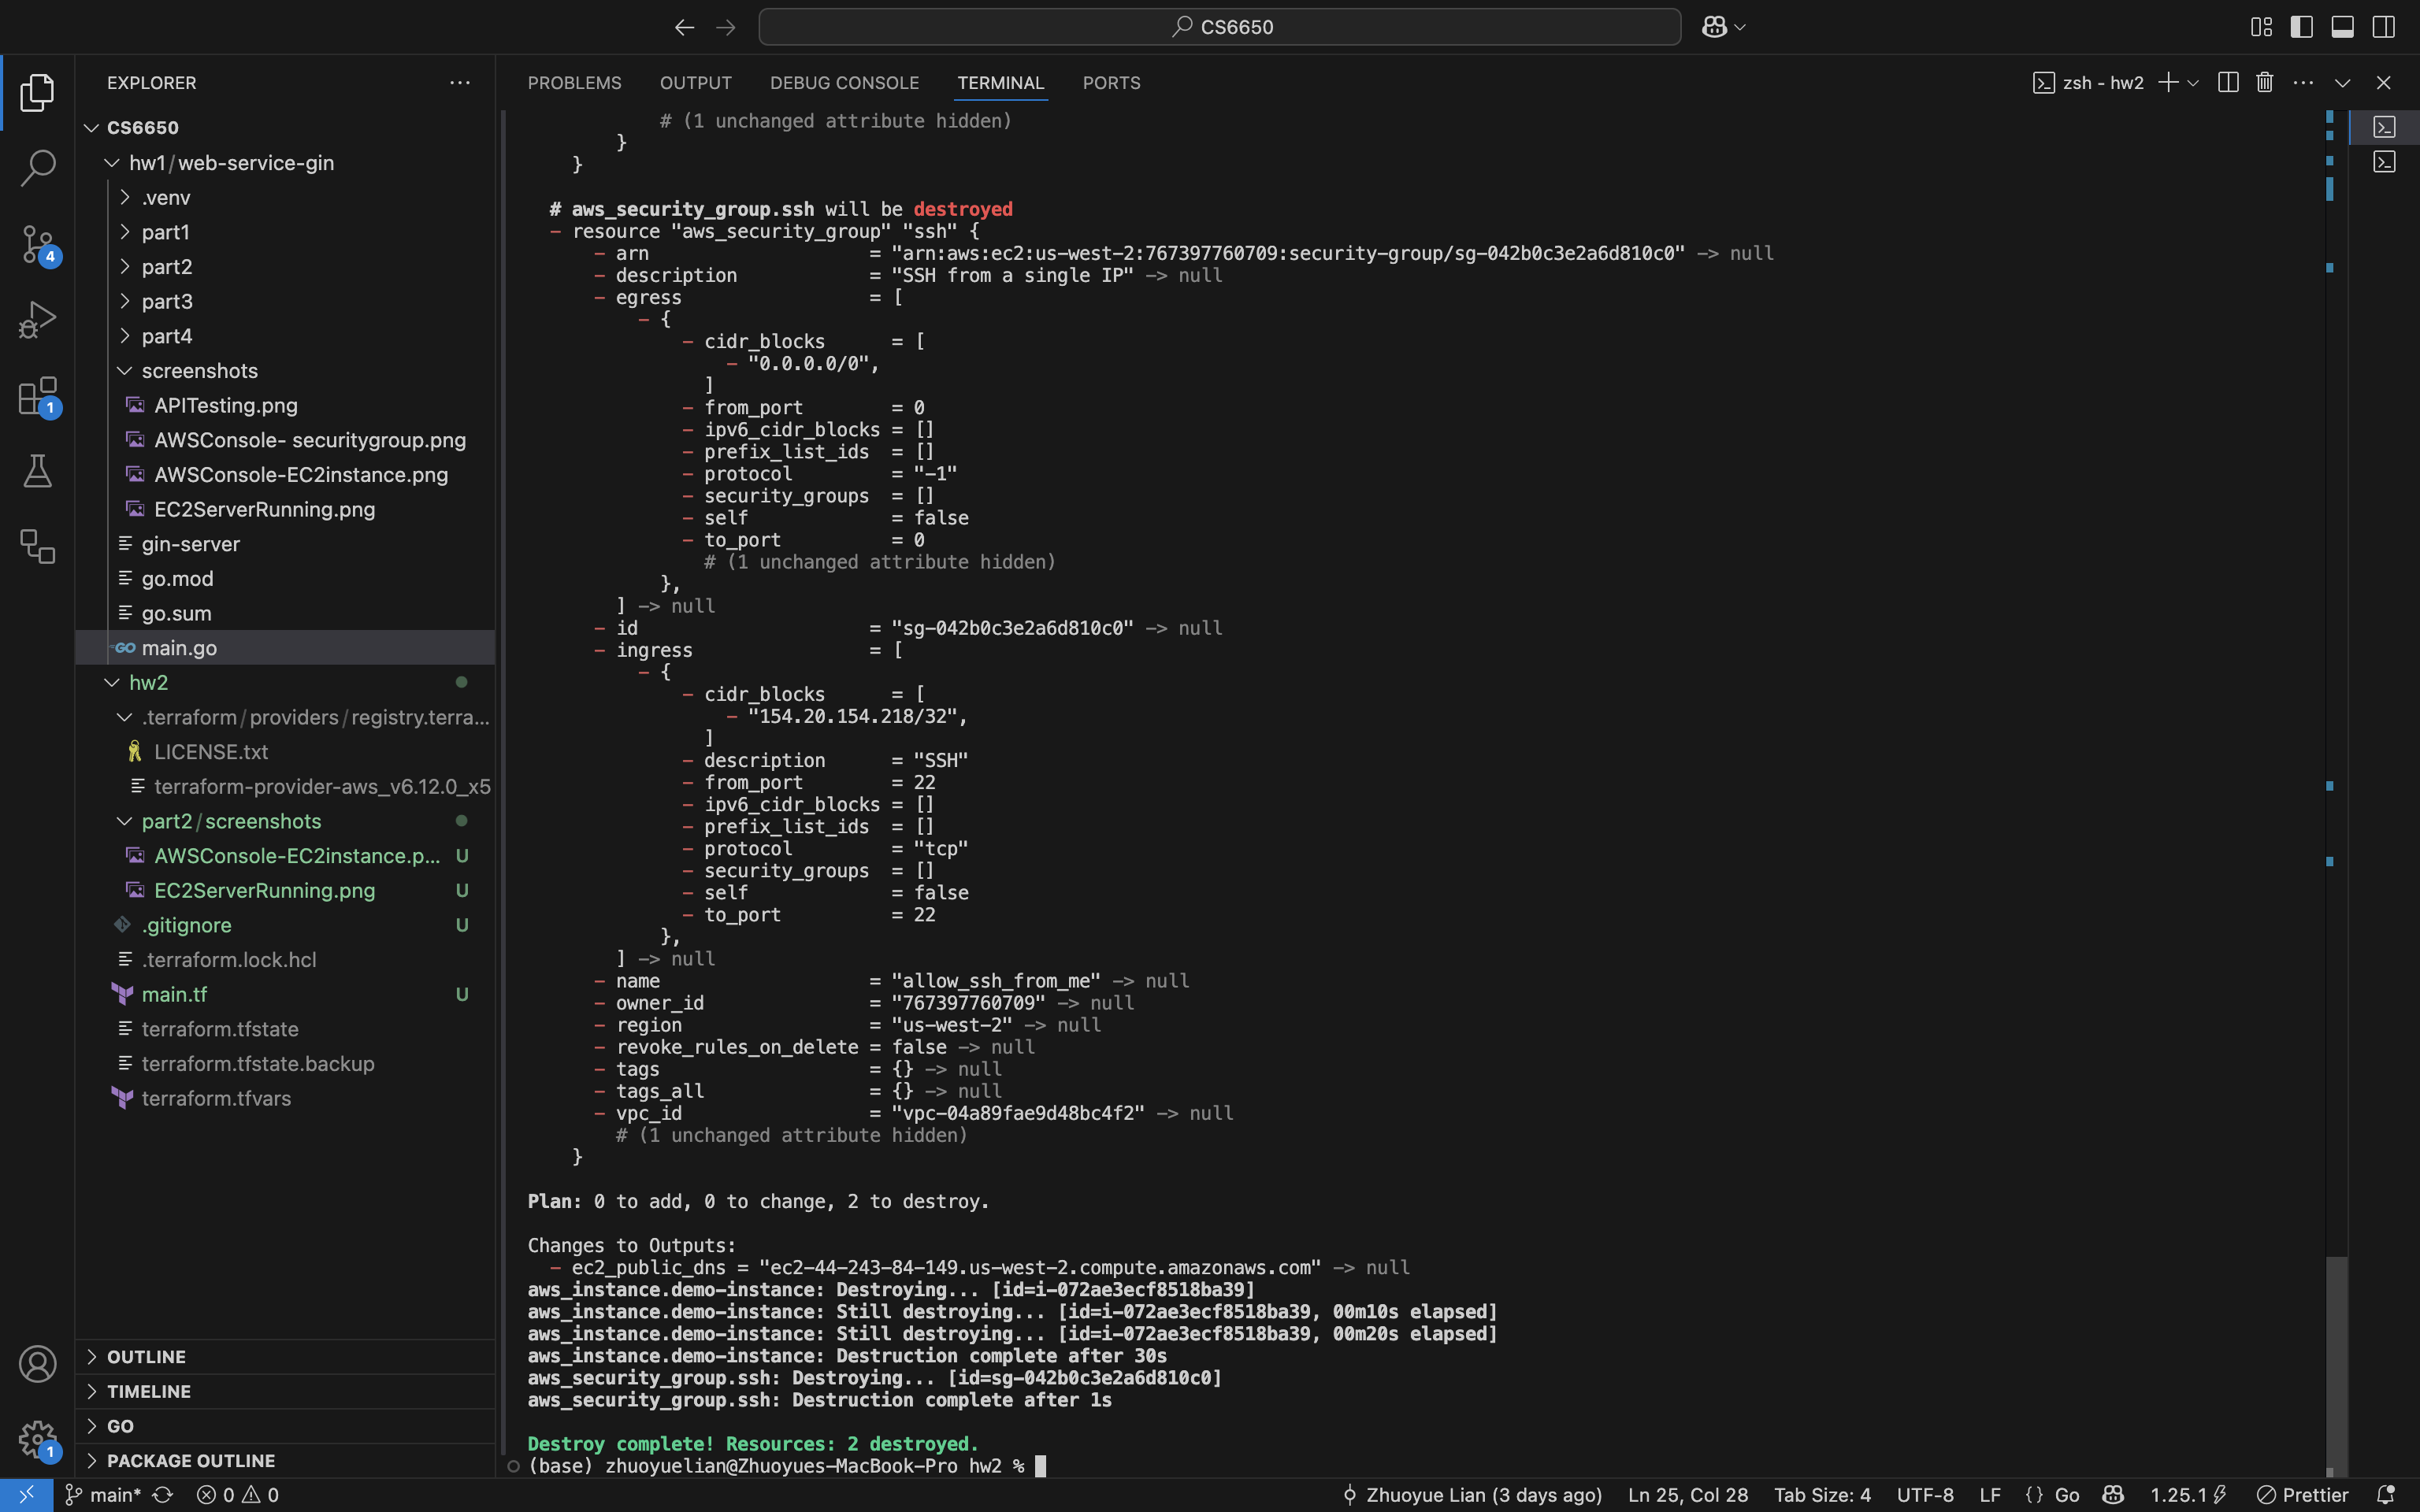 CS6650
EXPLORER
CS6650
hw1/web-service-gin
.venv
part1
part2
part3
part4
screenshots
APITesting.png
AWSConsole- securitygroup.png
AWSConsole-EC2instance.png
EC2ServerRunning.png
gin-server
go.mod
go.sum
GO main.go
hw2
.terraform/providers/registry.terra...
LICENSE.txt
terraform-provider-aws_v6.12.0_x5
part2/screenshots
AWSConsole-EC2instance.p... U
EC2ServerRunning.png U
.gitignore U
.terraform.lock.hcl
main.tf U
terraform.tfstate
terraform.tfstate.backup
terraform.tfvars
OUTLINE
TIMELINE
GO
PACKAGE OUTLINE
4
1
1
PROBLEMS OUTPUT DEBUG CONSOLE TERMINAL PORTS
zsh - hw2
# (1 unchanged attribute hidden)
}
}
# aws_security_group.ssh will be destroyed
- resource "aws_security_group" "ssh" {
- arn = "arn:aws:ec2:us-west-2:767397760709:security-group/sg-042b0c3e2a6d810c0" -> null
- description = "SSH from a single IP" -> null
- egress = [
- {
- cidr_blocks = [
- "0.0.0.0/0",
]
- from_port = 0
- ipv6_cidr_blocks = []
- prefix_list_ids = []
- protocol = "-1"
- security_groups = []
- self = false
- to_port = 0
# (1 unchanged attribute hidden)
},
] -> null
- id = "sg-042b0c3e2a6d810c0" -> null
- ingress = [
- {
- cidr_blocks = [
- "154.20.154.218/32",
]
- description = "SSH"
- from_port = 22
- ipv6_cidr_blocks = []
- prefix_list_ids = []
- protocol = "tcp"
- security_groups = []
- self = false
- to_port = 22
},
] -> null
- name = "allow_ssh_from_me" -> null
- owner_id = "767397760709" -> null
- region = "us-west-2" -> null
- revoke_rules_on_delete = false -> null
- tags = {} -> null
- tags_all = {} -> null
- vpc_id = "vpc-04a89fae9d48bc4f2" -> null
# (1 unchanged attribute hidden)
}
Plan: 0 to add, 0 to change, 2 to destroy.
Changes to Outputs:
- ec2_public_dns = "ec2-44-243-84-149.us-west-2.compute.amazonaws.com" -> null
aws_instance.demo-instance: Destroying... [id=i-072ae3ecf8518ba39]
aws_instance.demo-instance: Still destroying... [id=i-072ae3ecf8518ba39, 00m10s elapsed]
aws_instance.demo-instance: Still destroying... [id=i-072ae3ecf8518ba39, 00m20s elapsed]
aws_instance.demo-instance: Destruction complete after 30s
aws_security_group.ssh: Destroying... [id=sg-042b0c3e2a6d810c0]
aws_security_group.ssh: Destruction complete after 1s
Destroy complete! Resources: 2 destroyed.
(base) zhuoyuelian@Zhuoyues-MacBook-Pro hw2 %
main* 0 0 Zhuoyue Lian (3 days ago) Ln 25, Col 28 Tab Size: 4 UTF-8 LF {} Go 1.25.1 Prettier